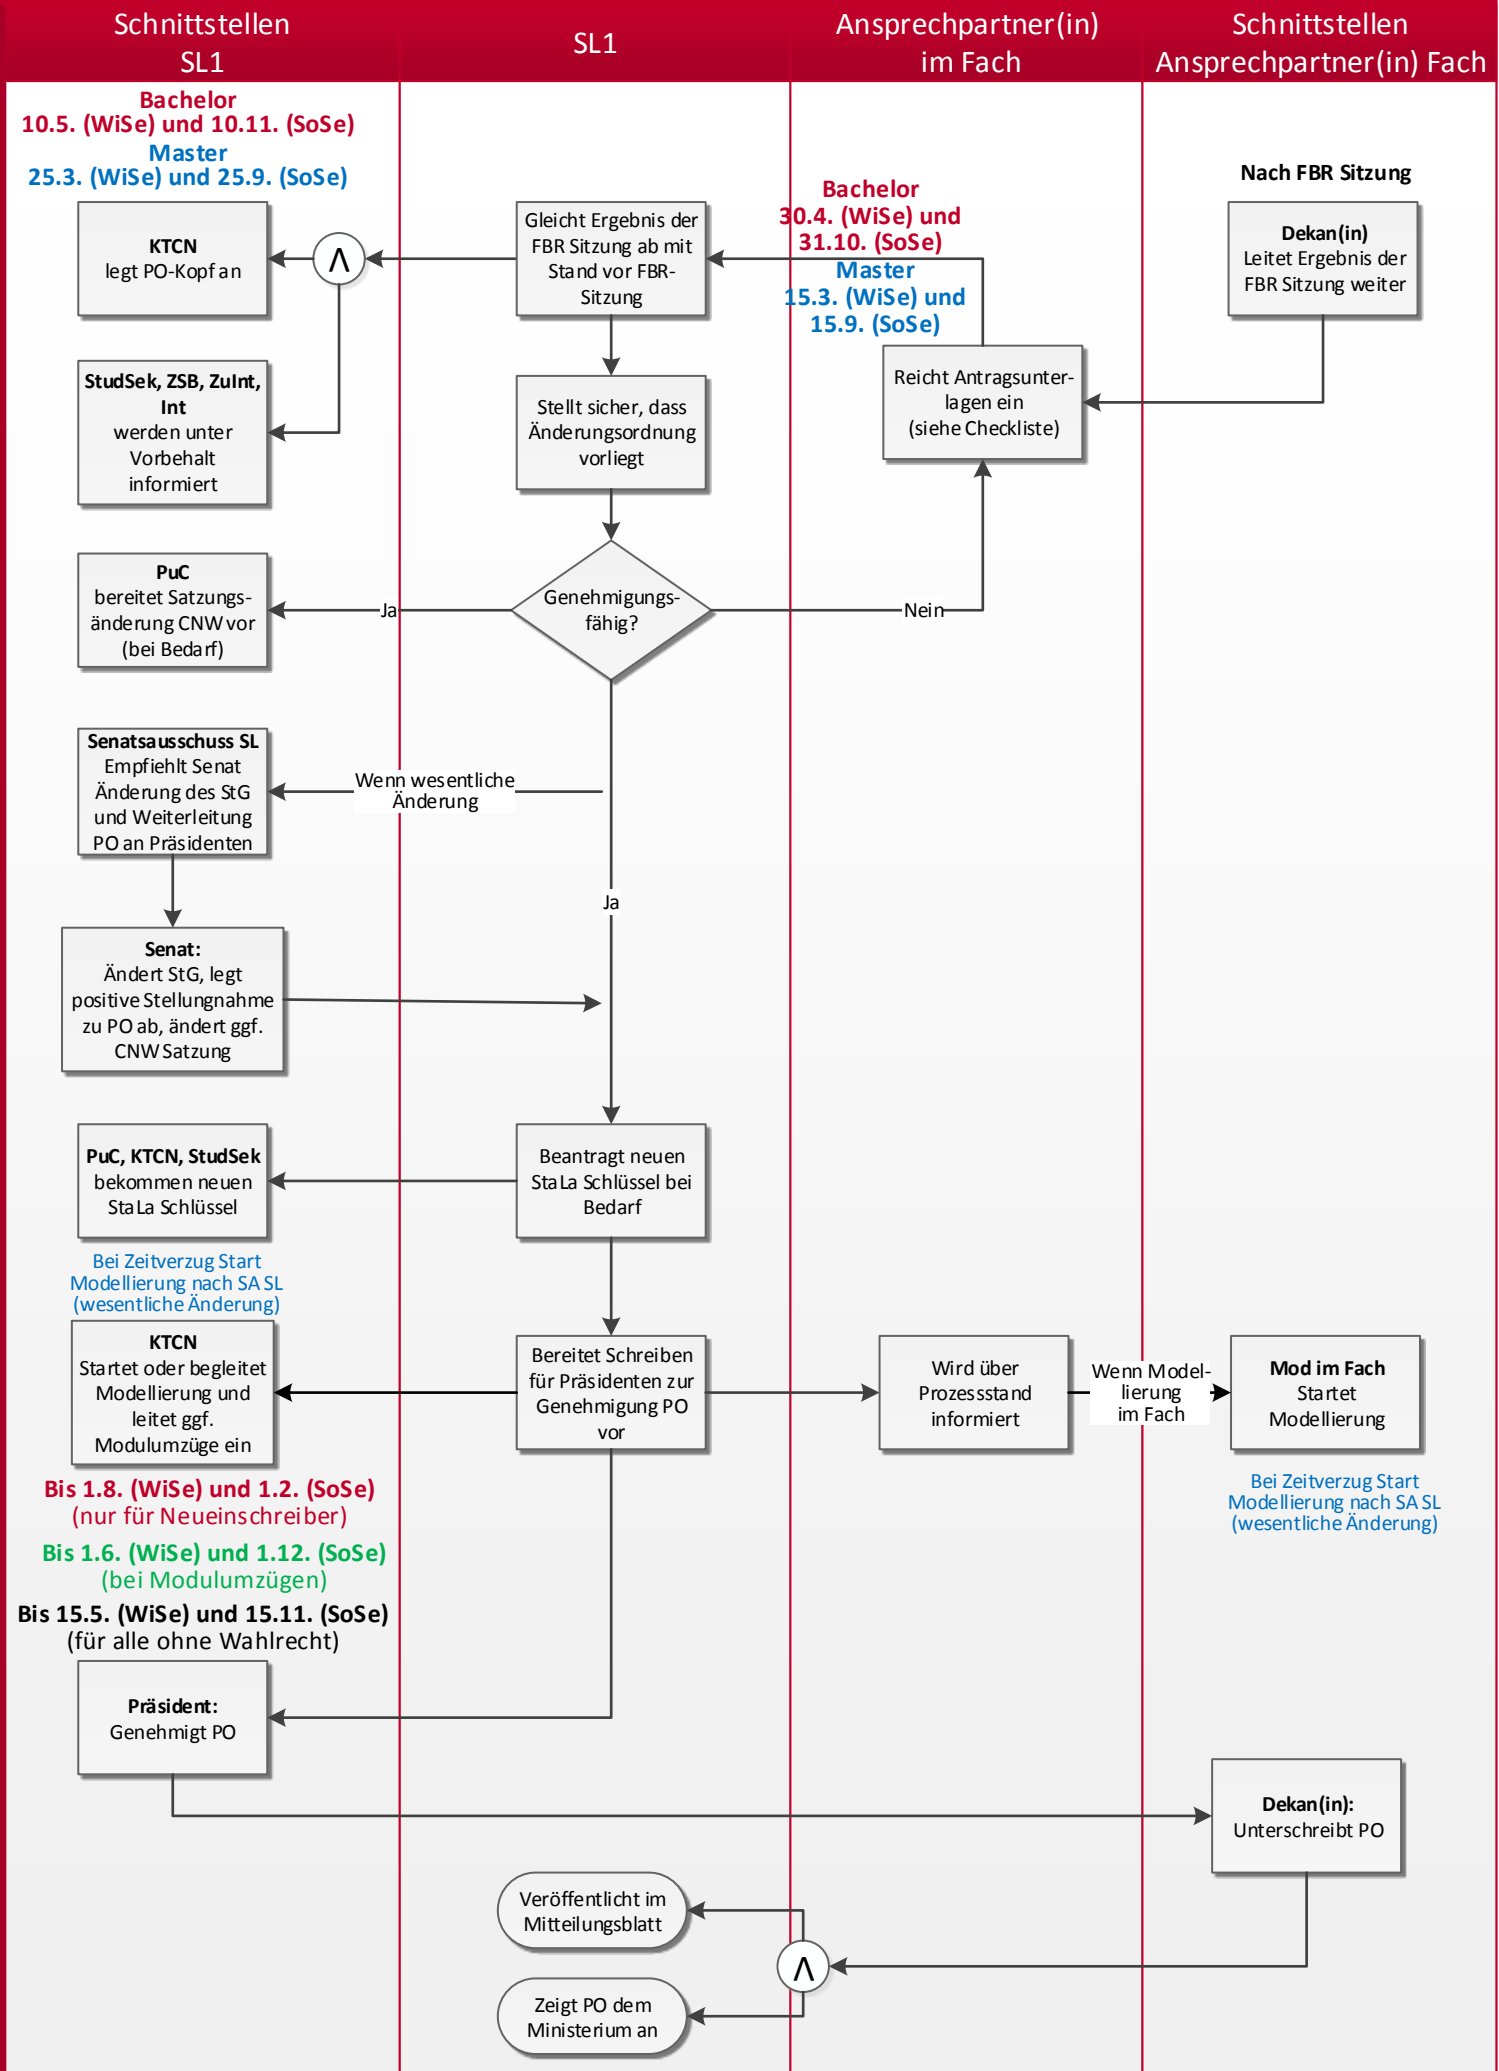 Schnittstellen
SL1
SL1
Ansprechpartner(in)
im Fach
Schnittstellen
Ansprechpartner(in) Fach
Bachelor
10.5. (WiSe) und 10.11. (SoSe)
Master
25.3. (WiSe) und 25.9. (SoSe)
Nach FBR Sitzung
Dekan(in)
Leitet Ergebnis der
FBR Sitzung weiter
Bachelor
30.4. (WiSe) und
31.10. (SoSe)
Master
15.3. (WiSe) und
15.9. (SoSe)
Reicht Antragsunter-
lagen ein
(siehe Checkliste)
Gleicht Ergebnis der
FBR Sitzung ab mit
Stand vor FBR-
Sitzung
Λ
KTCN
legt PO-Kopf an
StudSek, ZSB, ZuInt,
Int
werden unter
Vorbehalt
informiert
Stellt sicher, dass
Änderungsordnung
vorliegt
Genehmigungs-
fähig?
Ja
Nein
PuC
bereitet Satzungs-
änderung CNW vor
(bei Bedarf)
Wenn wesentliche
Änderung
Senatsausschuss SL
Empfiehlt Senat
Änderung des StG
und Weiterleitung
PO an Präsidenten
Ja
Senat:
Ändert StG, legt
positive Stellungnahme
zu PO ab, ändert ggf.
CNW Satzung
Beantragt neuen
StaLa Schlüssel bei
Bedarf
PuC, KTCN, StudSek
bekommen neuen
StaLa Schlüssel
Bei Zeitverzug Start
Modellierung nach SA SL
(wesentliche Änderung)
KTCN
Startet oder begleitet
Modellierung und
leitet ggf.
Modulumzüge ein
Bereitet Schreiben
für Präsidenten zur
Genehmigung PO
vor
Wird über
Prozessstand
informiert
Wenn Model-
lierung
im Fach
Mod im Fach
Startet
Modellierung
Bei Zeitverzug Start
Modellierung nach SA SL
(wesentliche Änderung)
Bis 1.8. (WiSe) und 1.2. (SoSe)
(nur für Neueinschreiber)
Bis 1.6. (WiSe) und 1.12. (SoSe)
(bei Modulumzügen)
Bis 15.5. (WiSe) und 15.11. (SoSe)
(für alle ohne Wahlrecht)
Präsident:
Genehmigt PO
Dekan(in):
Unterschreibt PO
Veröffentlicht im
Mitteilungsblatt
Λ
Zeigt PO dem
Ministerium an